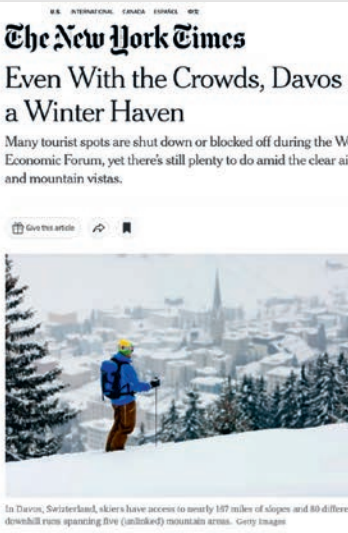 U.S. INTERNATIONAL CANADA ESPAÑOL 中文
The New York Times
Even With the Crowds, Davos
a Winter Haven
Many tourist spots are shut down or blocked off during the W
Economic Forum, yet there's still plenty to do amid the clear ai
and mountain vistas.
Give this article
In Davos, Switzerland, skiers have access to nearly 167 miles of slopes and 80 differe
downhill runs spanning five (unlinked) mountain areas. Getty Images